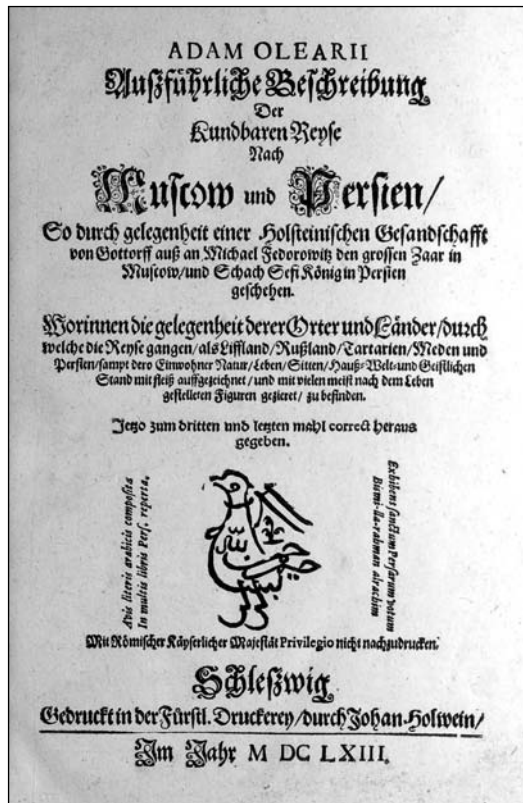 ADAM OLEARII
Außführliche Beschreibung
Der
Kundbaren Reyse
Nach
Muscow und Persien/
So durch gelegenheit einer Holsteinischen Gesandschafft
von Gottorff auß an Michael Fedorowitz den grossen Zaar in
Muscow/und Schach Sefi König in Persien
geschehen.
Worinnen die gelegenheit derer Orter und Länder/durch
welche die Reyse gangen/als Liffland/Rußland/Tartarien/Meden und
Persien/sampt dero Einwohner Natur/Leben/Sitten/Hauß-Welt-und Geistlichen
Stand mit fleiß auffgezeichnet/und mit vielen meist nach dem Leben
gestelleten Figuren gezieret/zu befinden.
Jetzo zum dritten und letzten mahl correct heraus
gegeben.
Avis literis arabicis composita
In multis libris Pers. reperta.
Exhibens sanctum Persarum votum
Bismi-lla-rahman alrachim
Mit Römischer Käyserlicher Majestät Privilegio nicht nachzudrucken.
Schleßwig
Gedruckt in der Fürstl. Druckerey/durch Johan Holwein/
Im Jahr M DC LXIII.